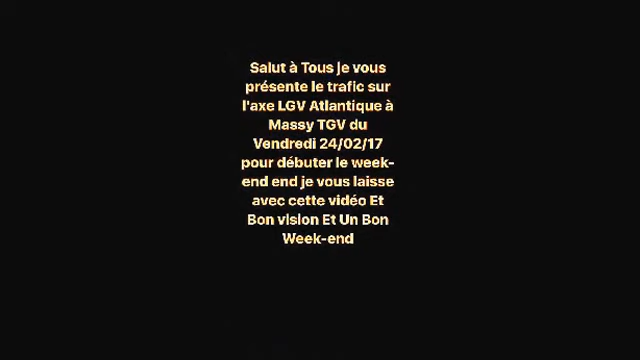 Salut à Tous je vous
présente le trafic sur
l'axe LGV Atlantique à
Massy TGV du
Vendredi 24/02/17
pour débuter le week-
end end je vous laisse
avec cette vidéo Et
Bon vision Et Un Bon
Week-end